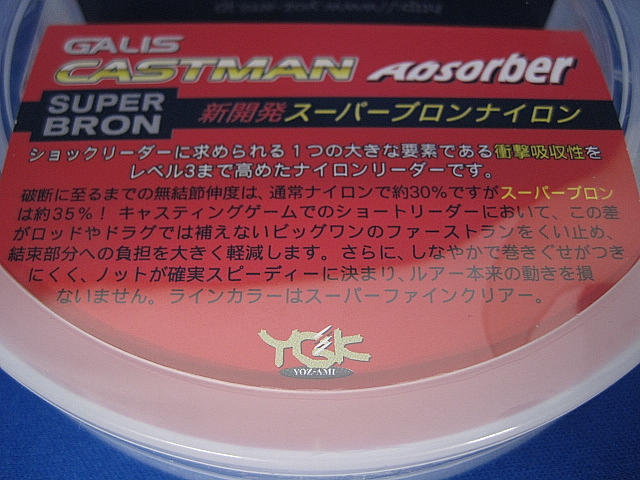 GALIS
CASTMAN Absorber
SUPER
BRON
新開発スーパーブロンナイロン
ショックリーダーに求められる1つの大きな要素である衝撃吸収性を
レベル3まで高めたナイロンリーダーです。
破断に至るまでの無結節伸度は、通常ナイロンで約30%ですがスーパーブロン
は約35%! キャスティングゲームでのショートリーダーにおいて、この差
がロッドやドラグでは補えないビッグワンのファーストランをくい止め、
結束部分への負担を大きく軽減します。さらに、しなやかで巻きぐせがつき
にくく、ノットが確実スピーディーに決まり、ルアー本来の動きを損
ないません。ラインカラーはスーパーファインクリアー。
YGK
YOZ-AMI